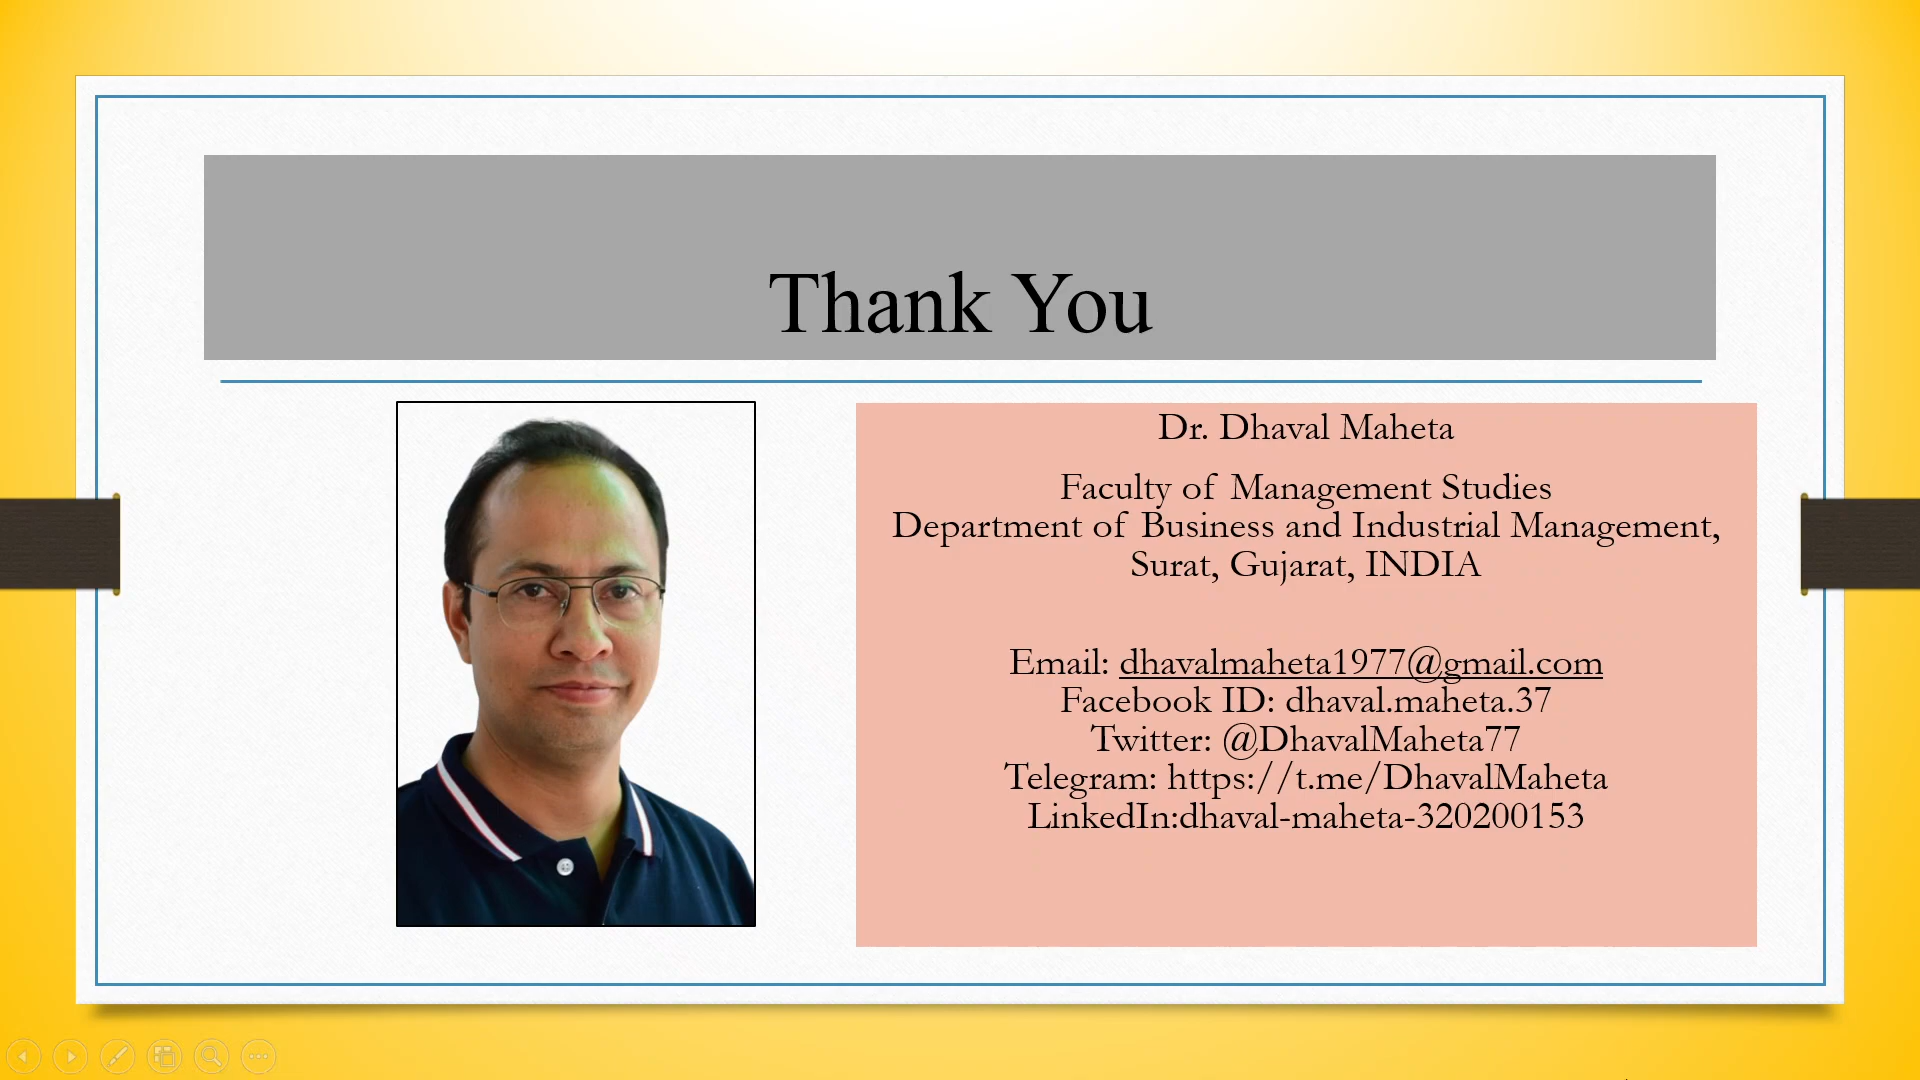 Thank You
Dr. Dhaval Maheta
Faculty of Management Studies
Department of Business and Industrial Management,
Surat, Gujarat, INDIA
Email: dhavalmaheta1977@gmail.com
Facebook ID: dhaval.maheta.37
Twitter: @DhavalMaheta77
Telegram: https://t.me/DhavalMaheta
LinkedIn:dhaval-maheta-320200153